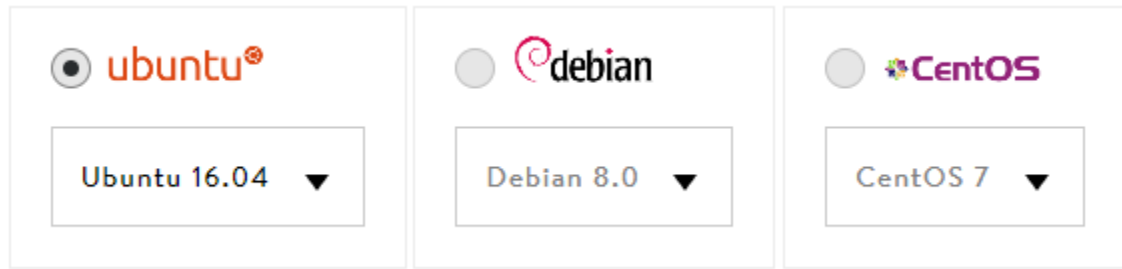 ubuntu
debian
CentOS
Ubuntu 16.04
Debian 8.0
CentOS 7